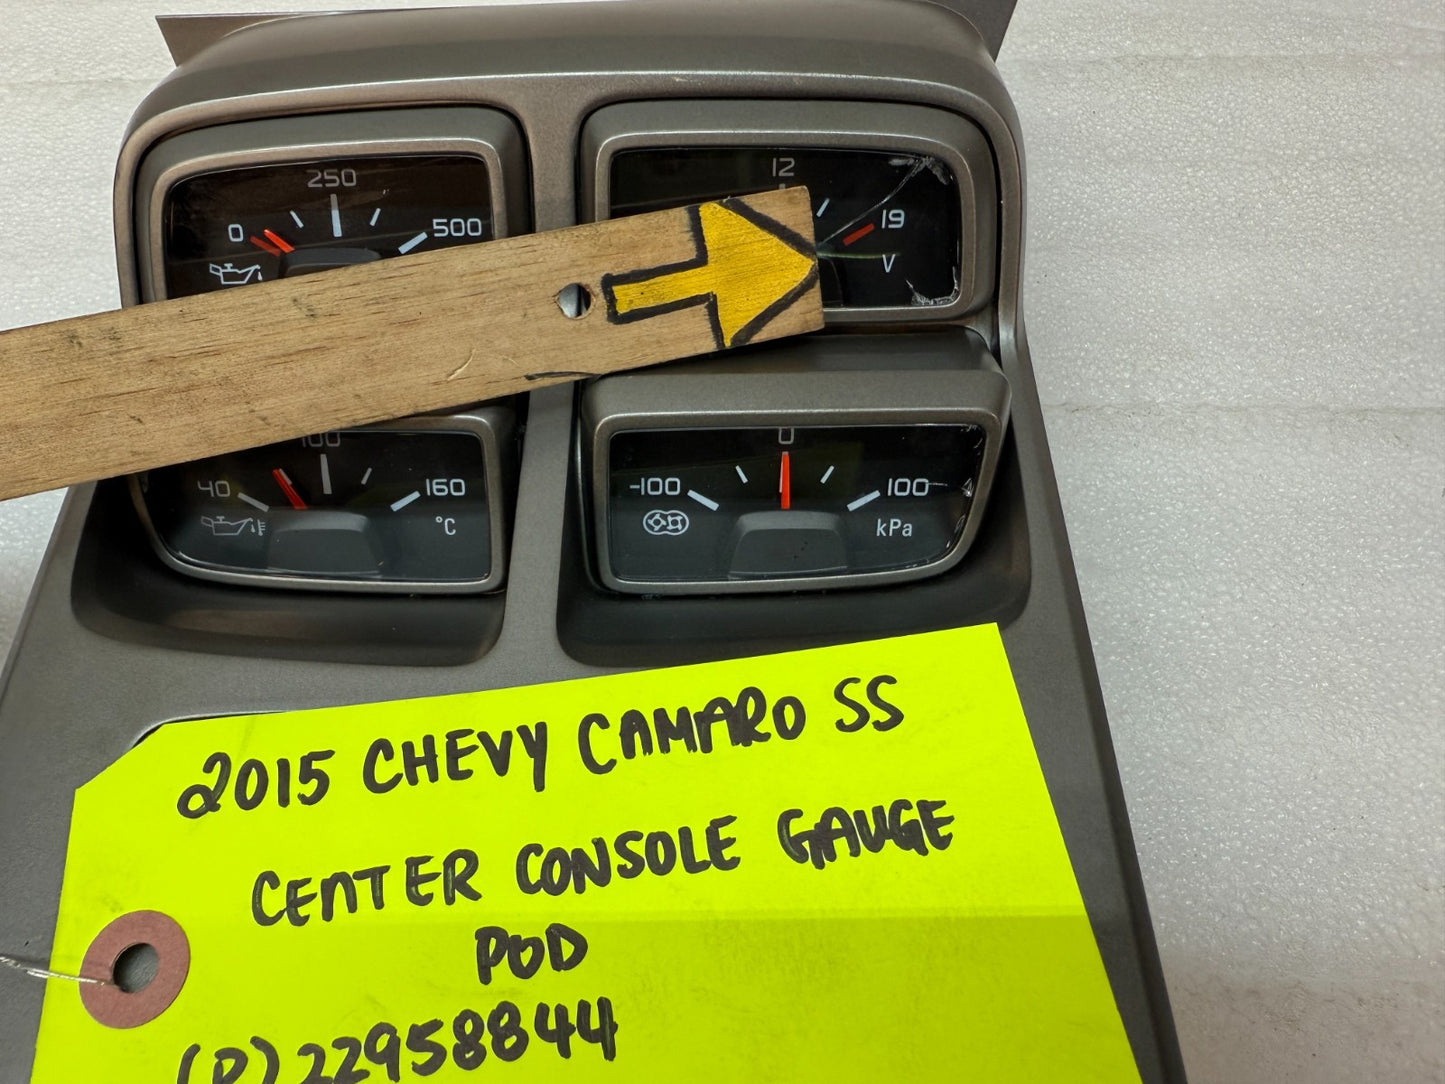 250
0
500
12
19
V
100
40
160
°C
0
-100
100
kPa
2015 CHEVY CAMARO SS
CENTER CONSOLE GAUGE
POD
(P) 22958844